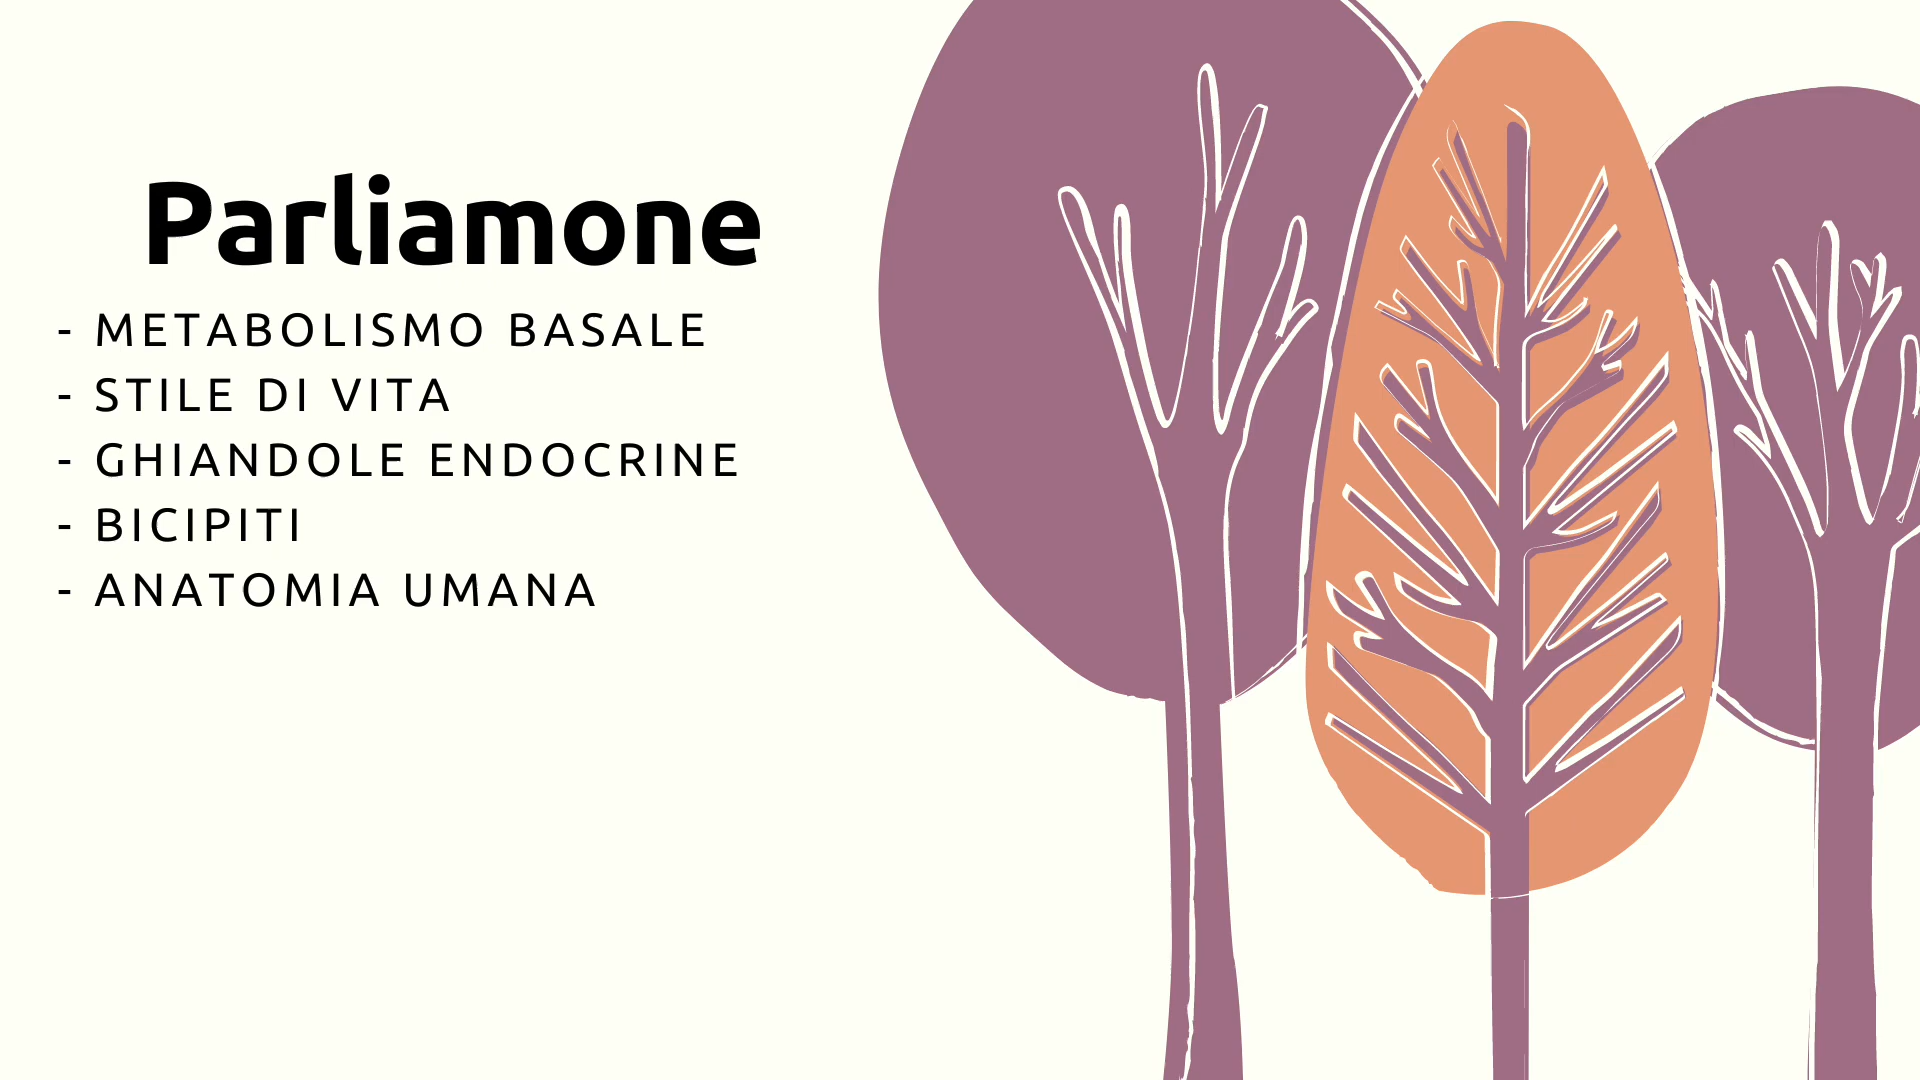 Parliamone
- METABOLISMO BASALE
- STILE DI VITA
- GHIANDOLE ENDOCRINE
- BICIPITI
- ANATOMIA UMANA